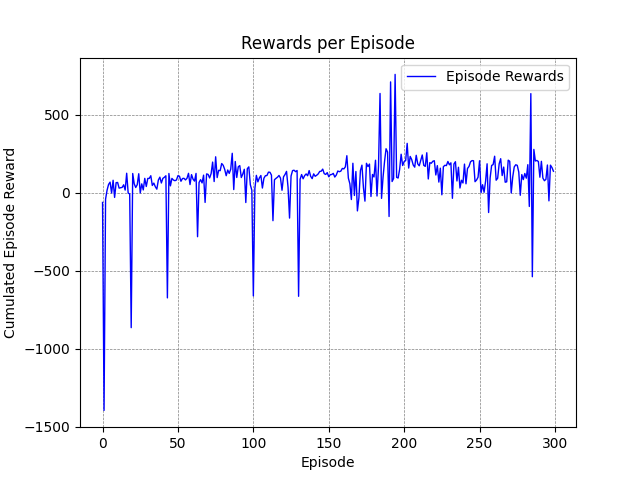 Rewards per Episode
Episode Rewards
500
0
−500
−1000
−1500
Cumulated Episode Reward
0 50 100 150 200 250 300
Episode